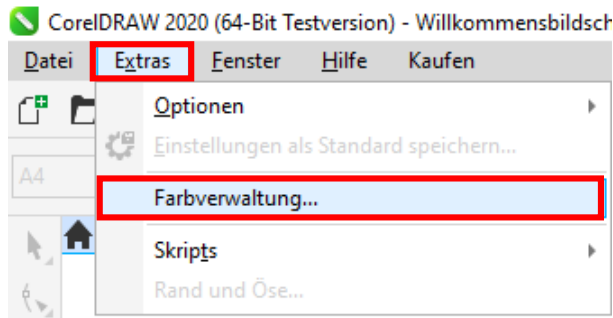 CorelDRAW 2020 (64-Bit Testversion) - Willkommensbildsch
Datei Extras Fenster Hilfe Kaufen
Optionen
Einstellungen als Standard speichern...
A4
Farbverwaltung...
Skripts
Rand und Öse...